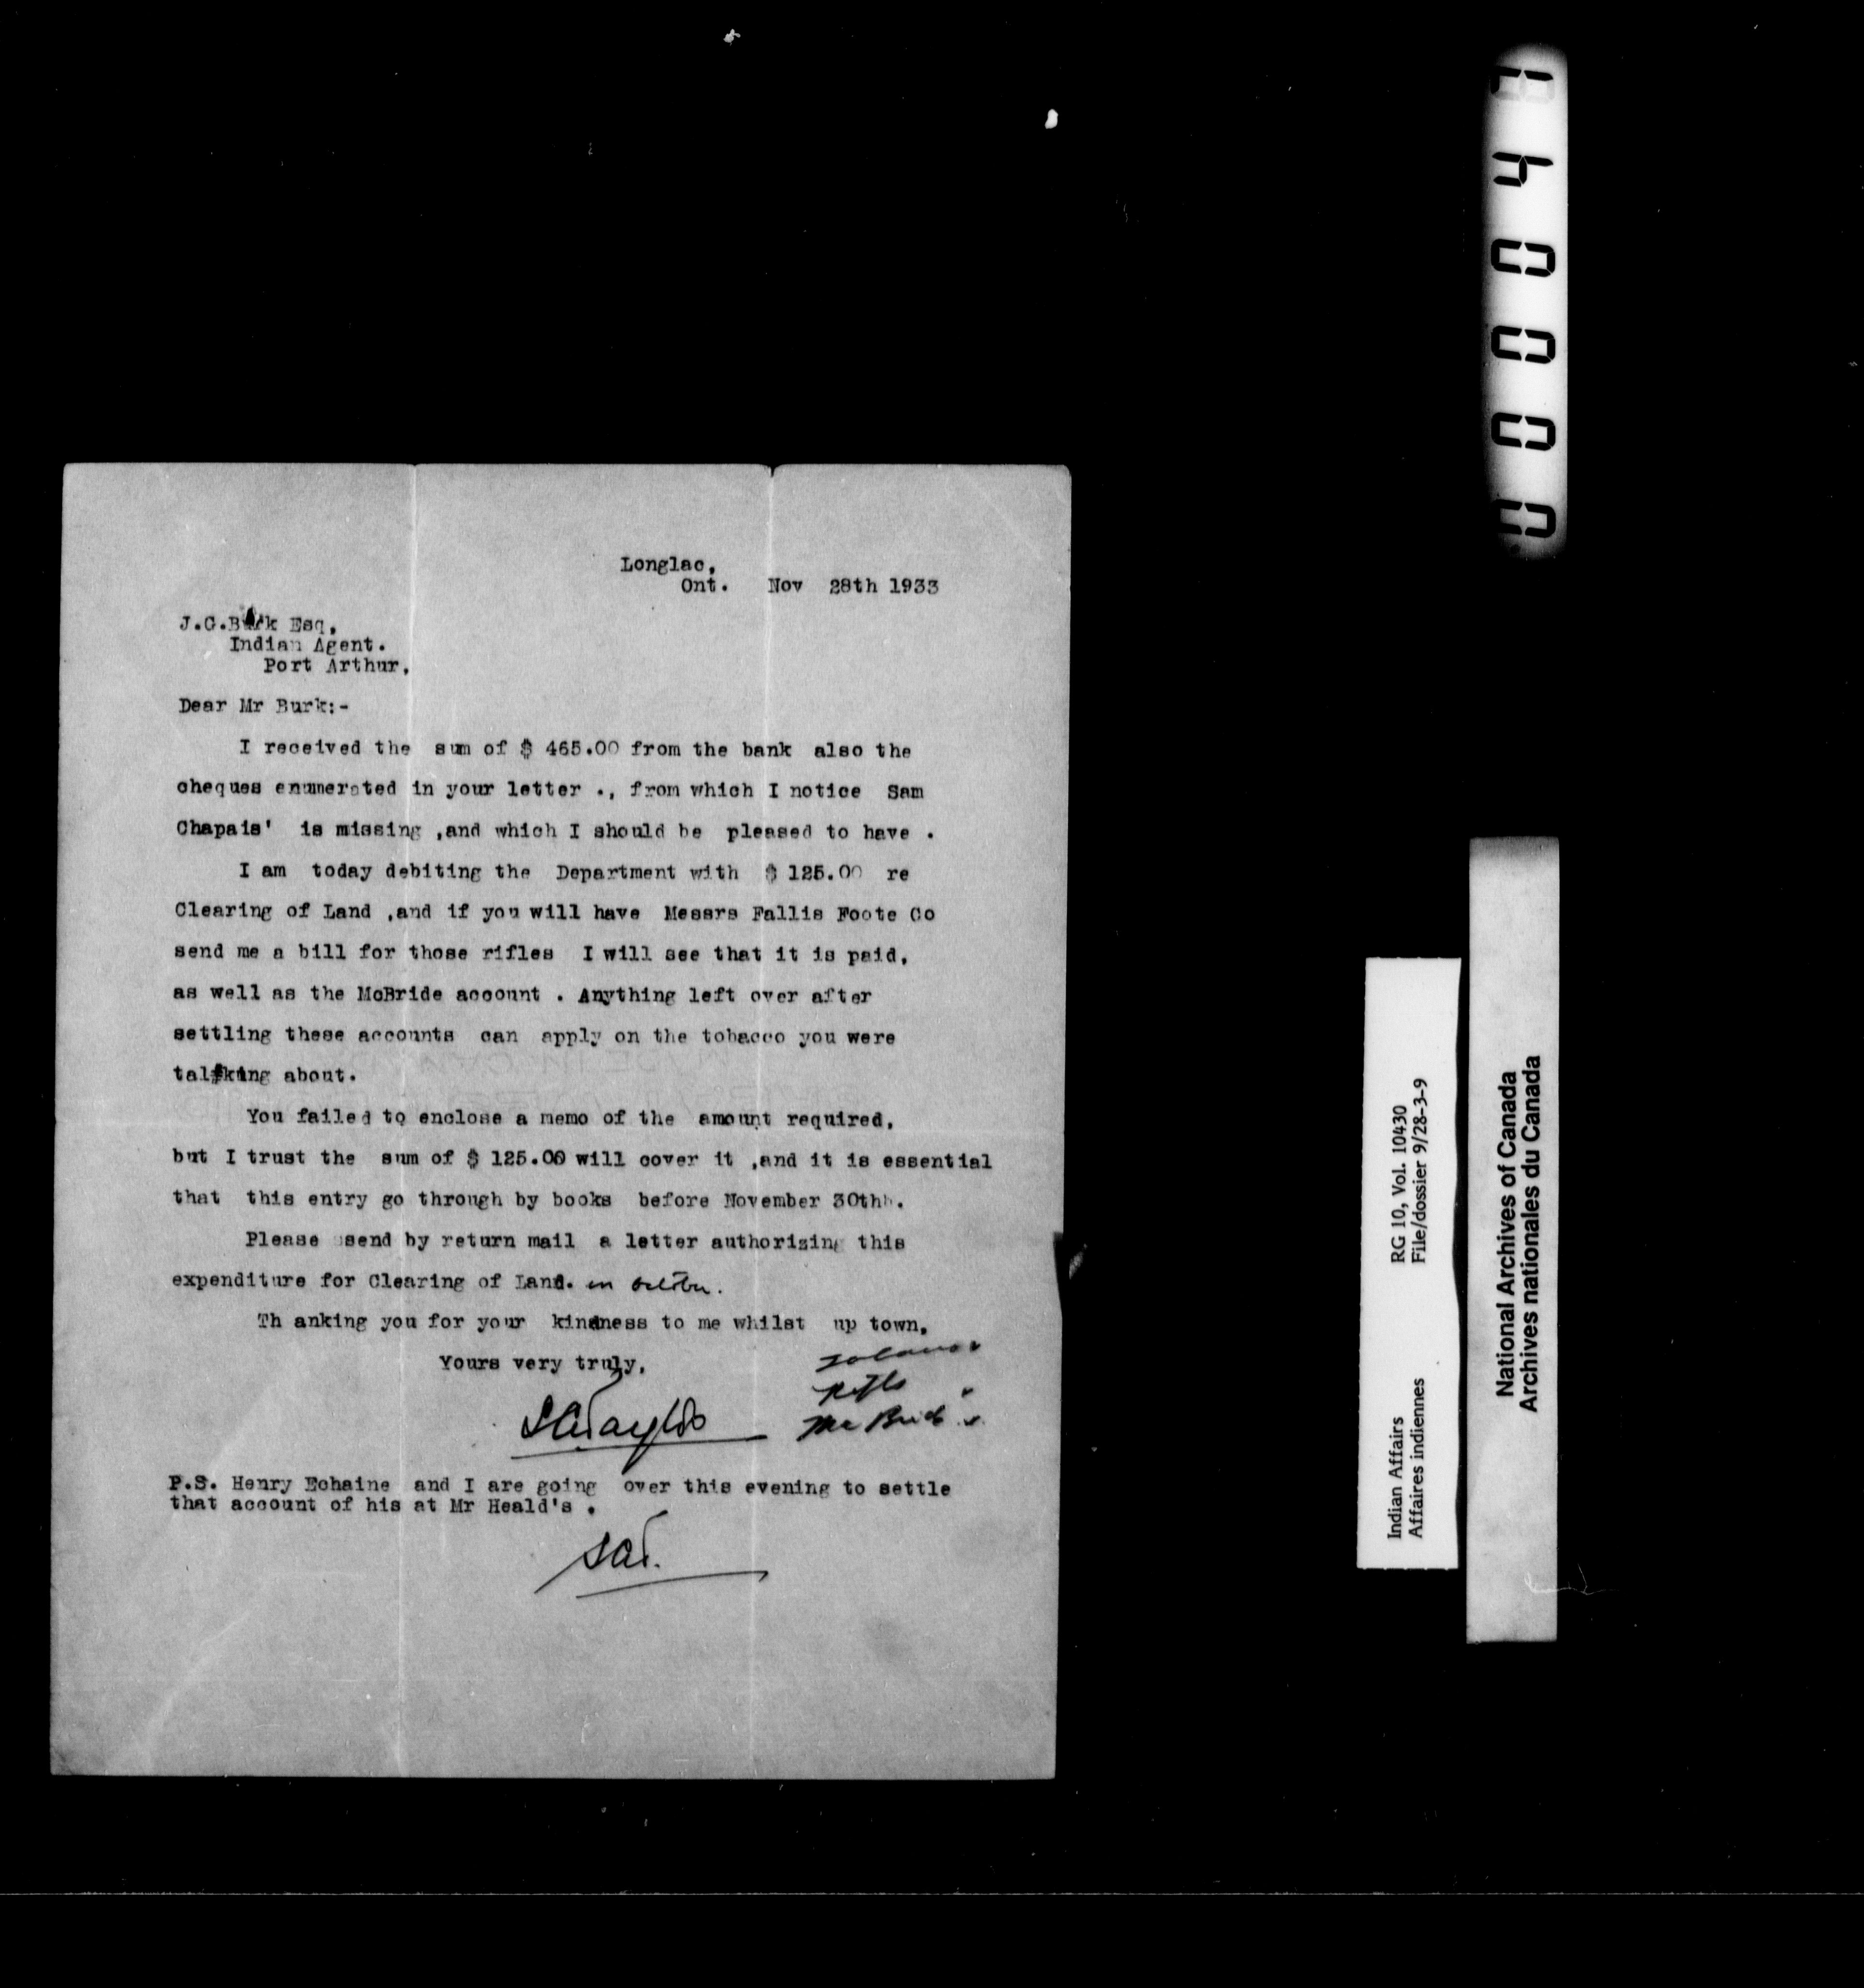 Longlac,
Ont. Nov 28th 1933
J.G.Burk Esq,
Indian Agent.
Port Arthur,
Dear Mr Burk:-
I received the sum of $ 465.00 from the bank also the
cheques enumerated in your letter ., from which I notice Sam
Chapais' is missing ,and which I should be pleased to have .
I am today debiting the Department with $ 125.00 re
Clearing of Land ,and if you will have Messrs Fallis Foote Co
send me a bill for those rifles I will see that it is paid,
as well as the McBride account . Anything left over after
settling these accounts can apply on the tobacco you were
talking about.
You failed to enclose a memo of the amount required,
but I trust the sum of $ 125.00 will cover it ,and it is essential
that this entry go through by books before November 30thh.
Please send by return mail a letter authorizing this
expenditure for Clearing of Land. in October.
Th anking you for your kindness to me whilst up town,
Yours very truly,
Rifles
McBride
P.S. Henry Echaine and I are going over this evening to settle
that account of his at Mr Heald's .
SAT.
Indian Affairs RG 10, Vol. 10430
Affaires indiennes File/dossier 9/28-3-9
National Archives of Canada
Archives nationales du Canada